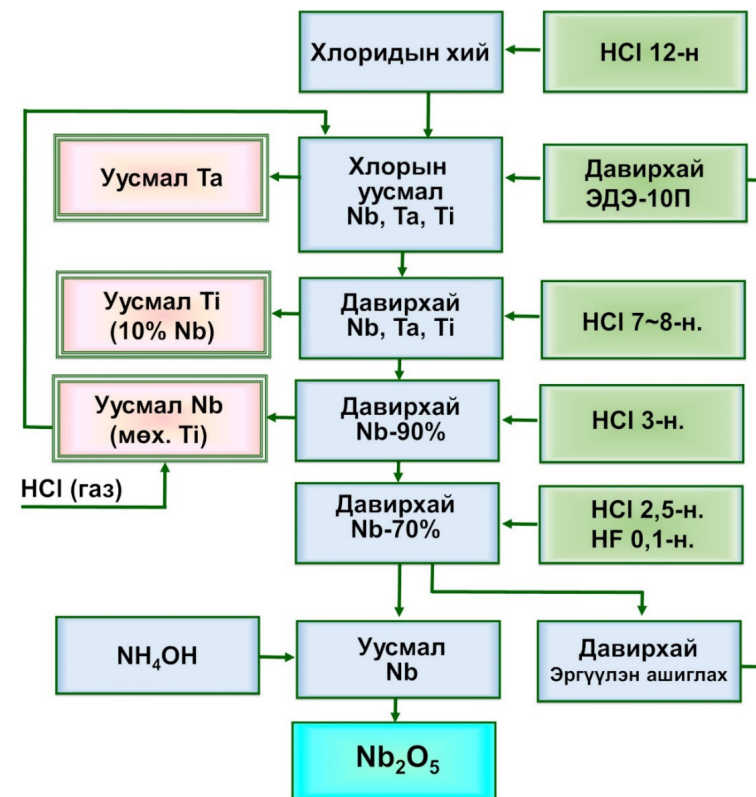 Хлоридын хий
HCl 12-н
Уусмал Ta
Хлорын
уусмал
Nb, Ta, Ti
Давирхай
ЭДЭ-10П
Уусмал Ti
(10% Nb)
Давирхай
Nb, Ta, Ti
HCl 7~8-н.
Уусмал Nb
(мөх. Ti)
Давирхай
Nb-90%
HCl 3-н.
HCl (газ)
Давирхай
Nb-70%
HCl 2,5-н.
HF 0,1-н.
NH₄OH
Уусмал
Nb
Давирхай
Эргүүлэн ашиглах
Nb₂O₅